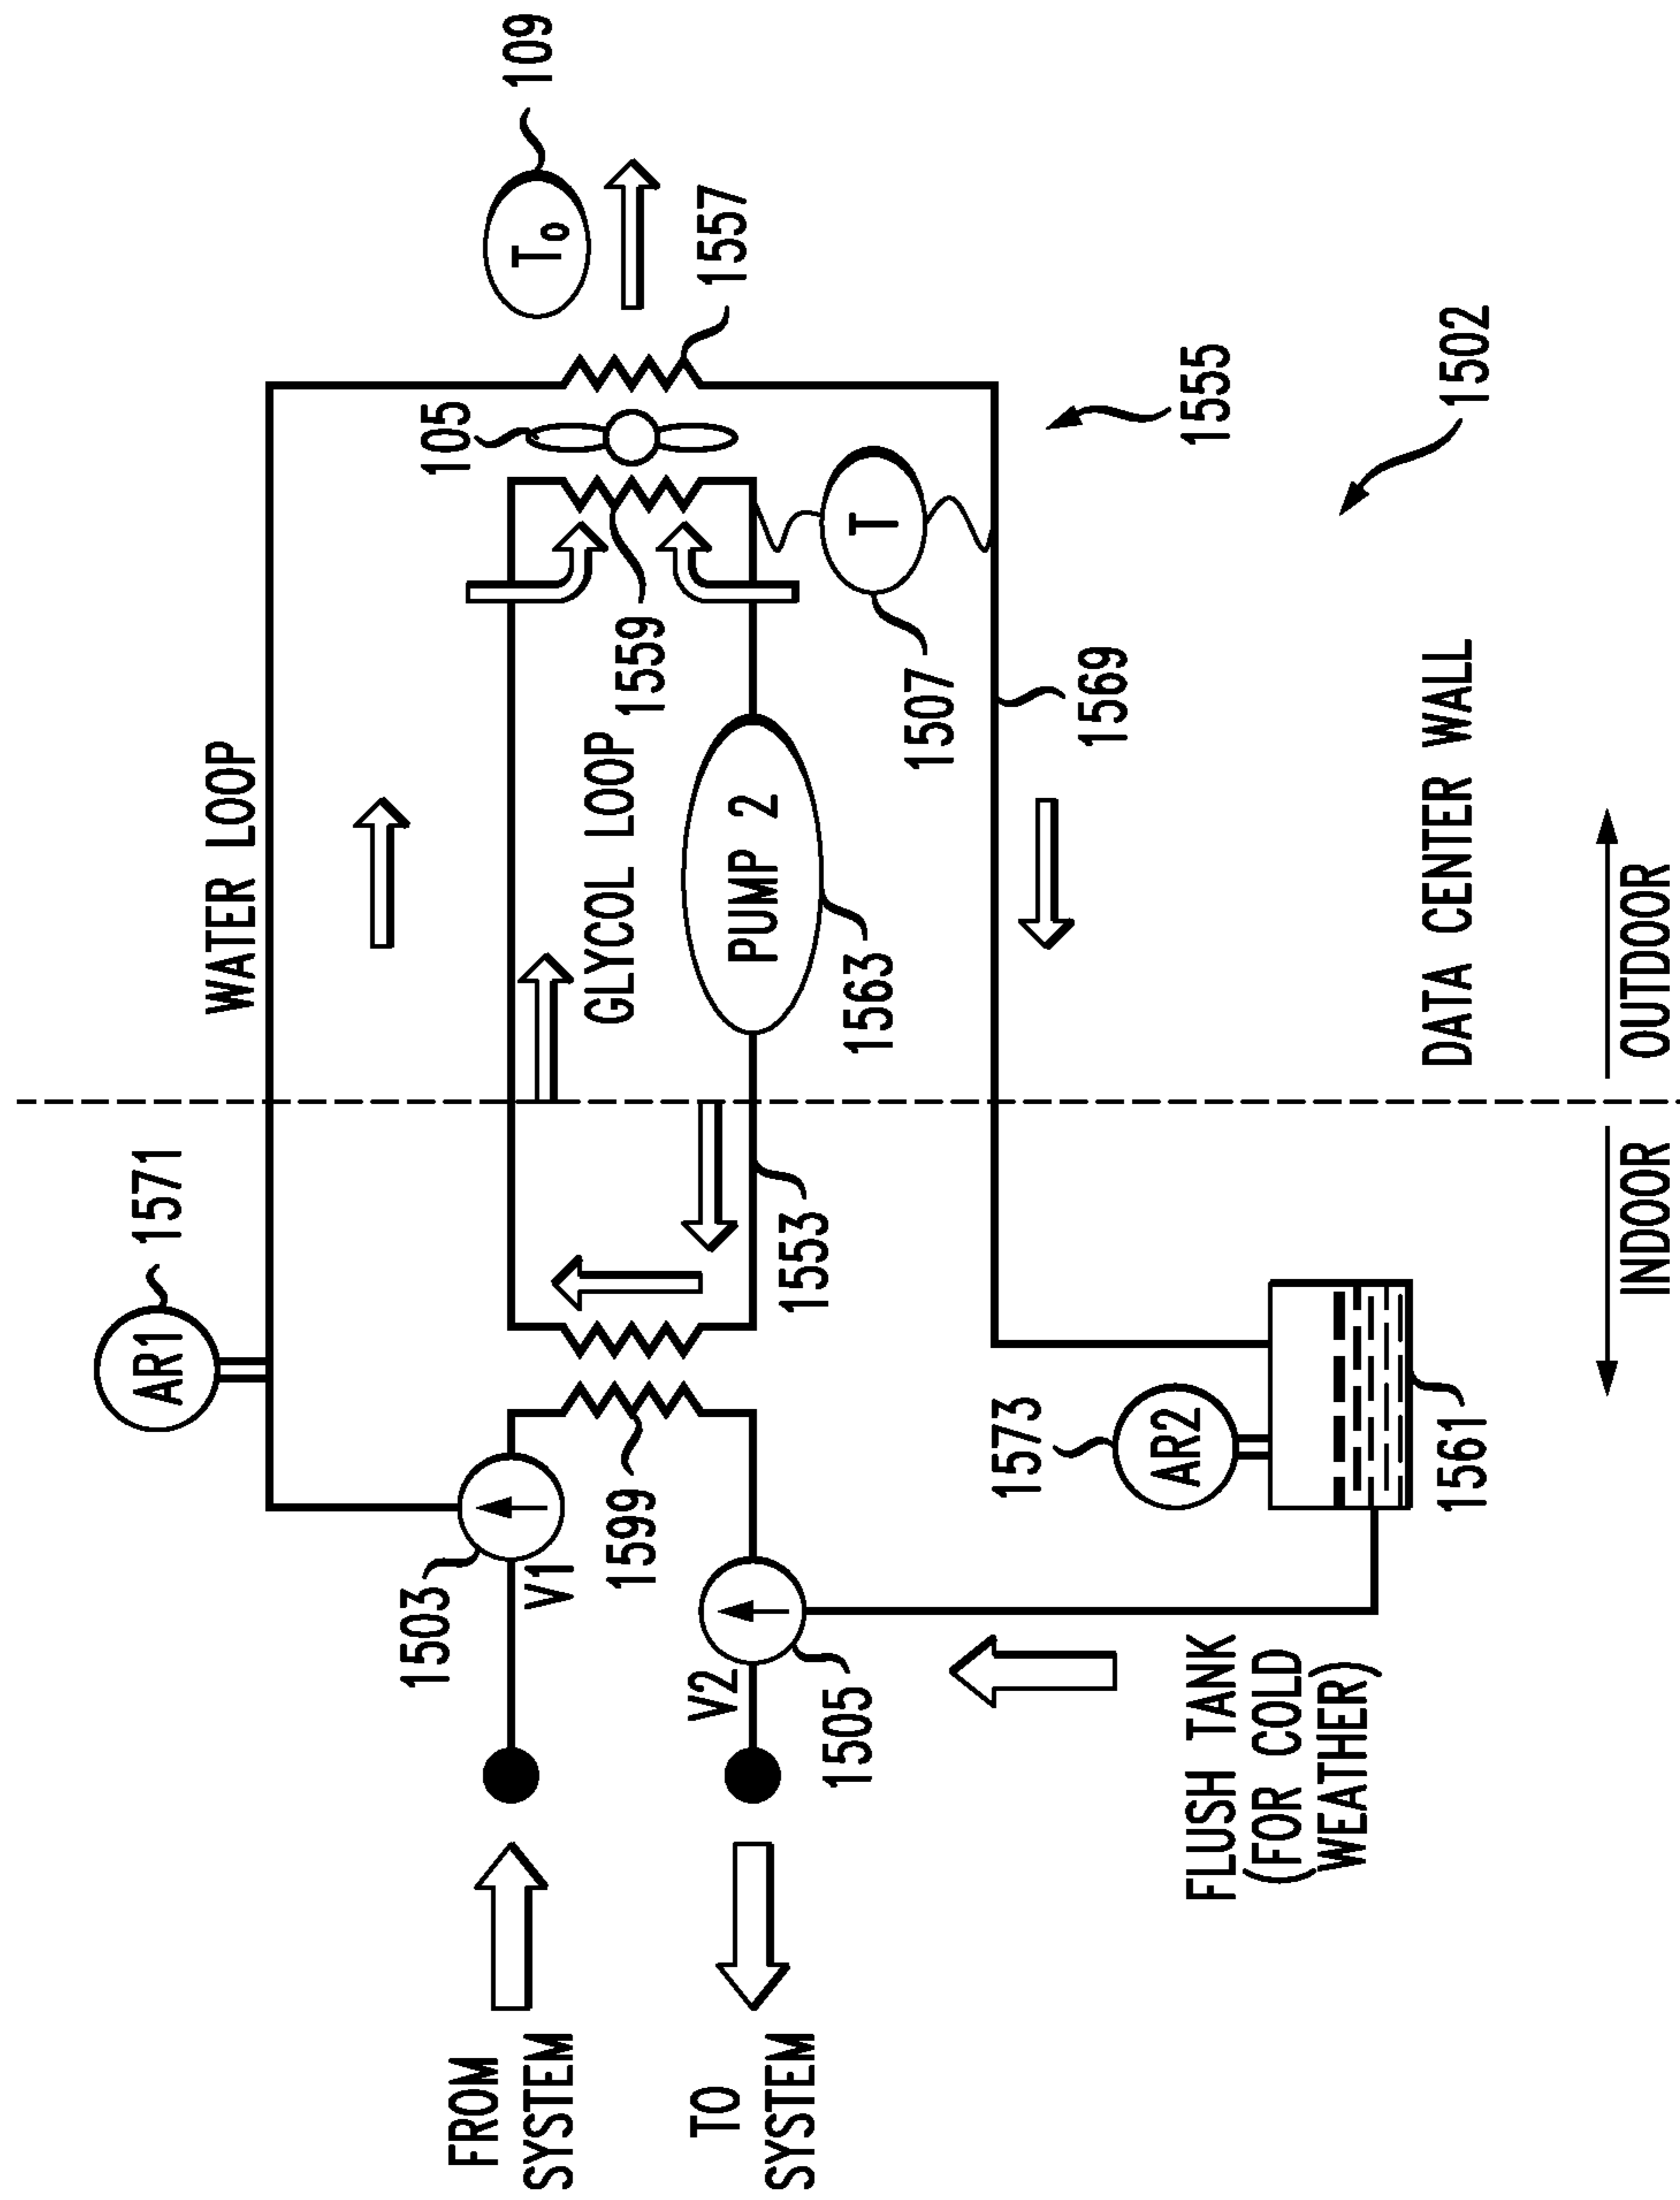 AR1
1571
WATER LOOP
1503
V1
105
T₀
109
GLYCOL LOOP
1559
1599
1557
FROM
SYSTEM
V2
1505
PUMP 2
1563
1553
T
1507
TO
SYSTEM
1573
AR2
1569
1555
FLUSH TANK
(FOR COLD
WEATHER)
1561
DATA CENTER WALL
1502
INDOOR
OUTDOOR